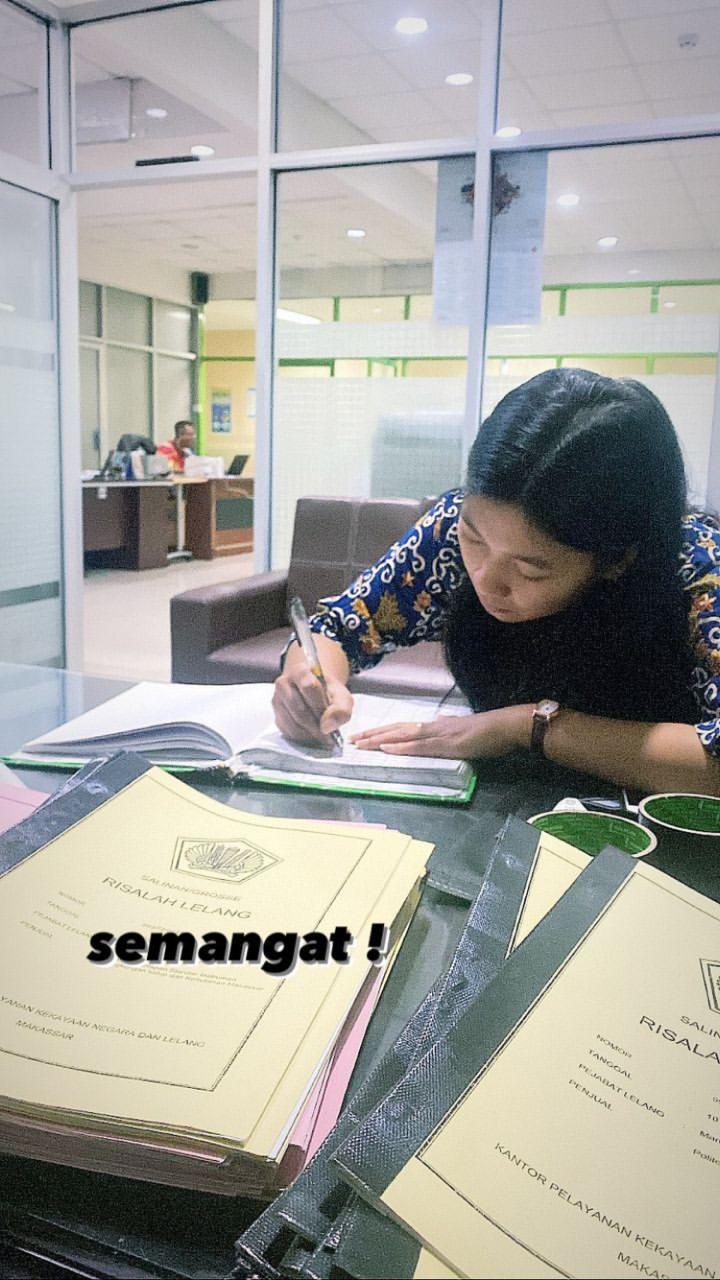 SALINAN/GROSSE
RISALAH LELANG
NOMOR
TANGGAL
PEJABAT LELANG
PENJUAL
semangat !
YANAN KEKAYAAN NEGARA DAN LELANG
MAKASSAR
SALIN
RISALA
NOMOR
TANGGAL
PEJABAT LELANG
PENJUAL
KANTOR PELAYANAN KEKAYAAN
MAKAS